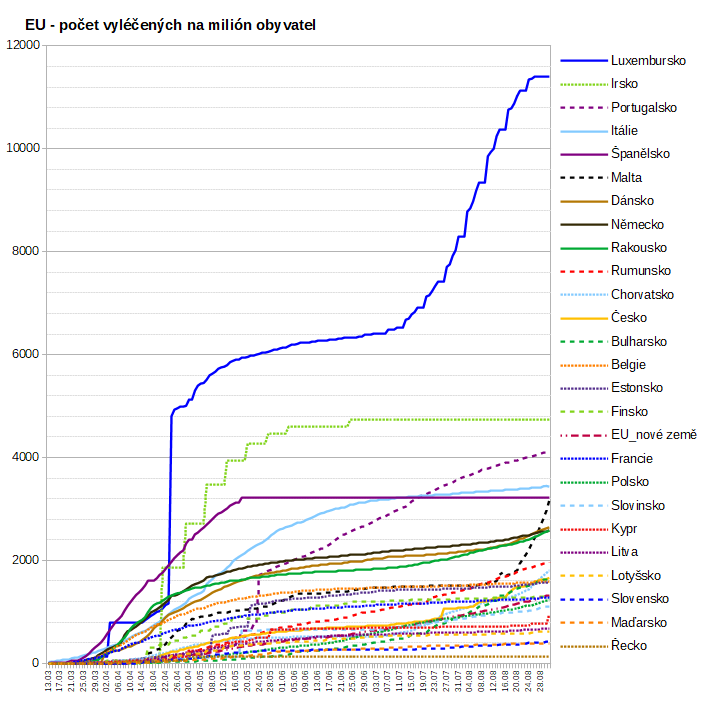 EU - počet vyléčených na milión obyvatel
12000
10000
8000
6000
4000
2000
0
13.03
17.03
21.03
25.03
29.03
02.04
06.04
10.04
14.04
18.04
22.04
26.04
30.04
04.05
08.05
12.05
16.05
20.05
24.05
28.05
01.06
05.06
09.06
13.06
17.06
21.06
25.06
29.06
03.07
07.07
11.07
15.07
19.07
23.07
27.07
31.07
04.08
08.08
12.08
16.08
20.08
24.08
28.08
Luxembursko
Irsko
Portugalsko
Itálie
Španělsko
Malta
Dánsko
Německo
Rakousko
Rumunsko
Chorvatsko
Česko
Bulharsko
Belgie
Estonsko
Finsko
EU_nové země
Francie
Polsko
Slovinsko
Kypr
Litva
Lotyšsko
Slovensko
Maďarsko
Řecko